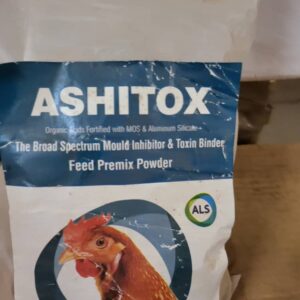 ASHITOX
Organic Acids Fortified with MOS & Aluminum Silicate
The Broad Spectrum Mould Inhibitor & Toxin Binder
Feed Premix Powder
ALS